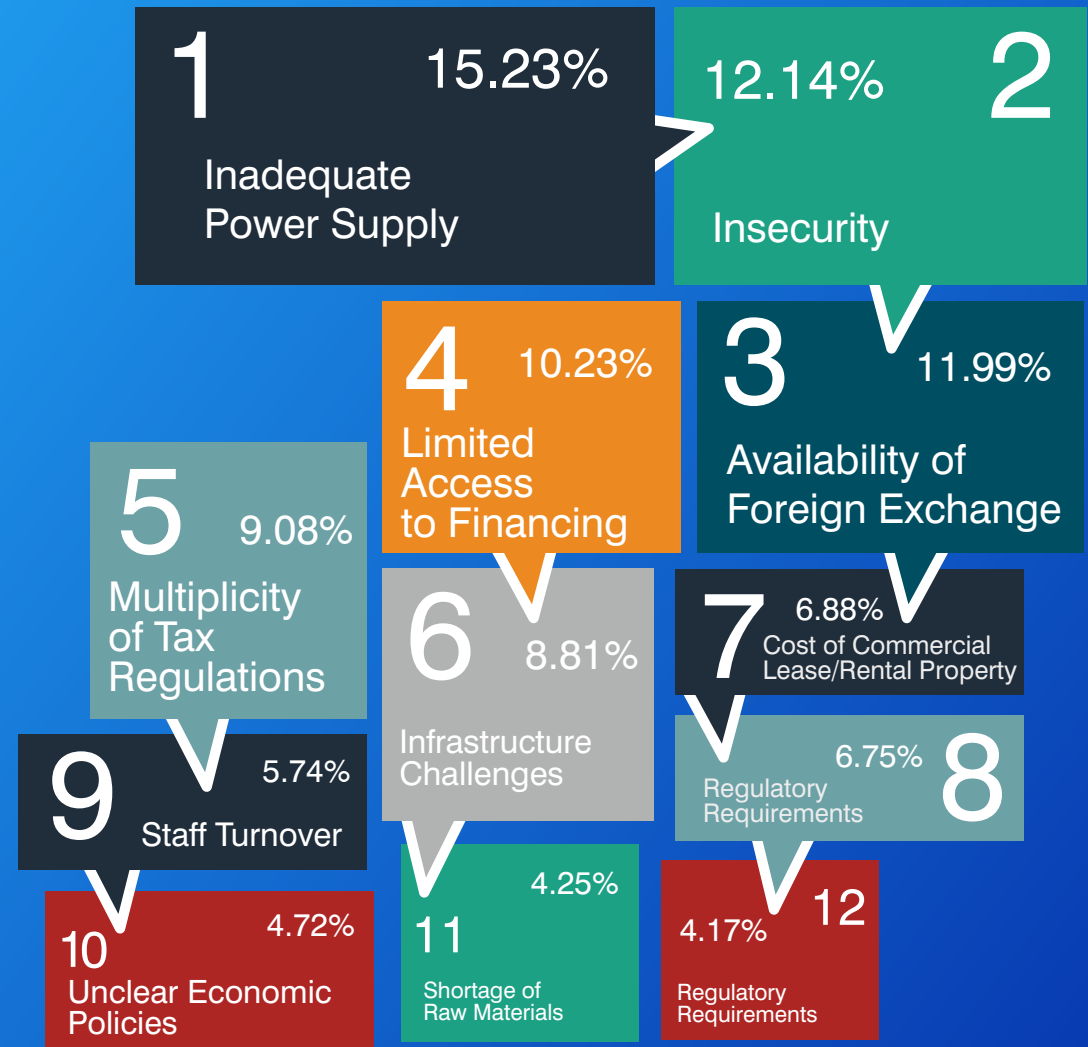 1
15.23%
Inadequate
Power Supply
12.14%
2
Insecurity
3
11.99%
Availability of
Foreign Exchange
4
10.23%
Limited
Access
to Financing
5
9.08%
Multiplicity
of Tax
Regulations
6
8.81%
Infrastructure
Challenges
7
6.88%
Cost of Commercial
Lease/Rental Property
6.75%
8
Regulatory
Requirements
9
5.74%
Staff Turnover
10
4.72%
Unclear Economic
Policies
11
4.25%
Shortage of
Raw Materials
12
4.17%
Regulatory
Requirements